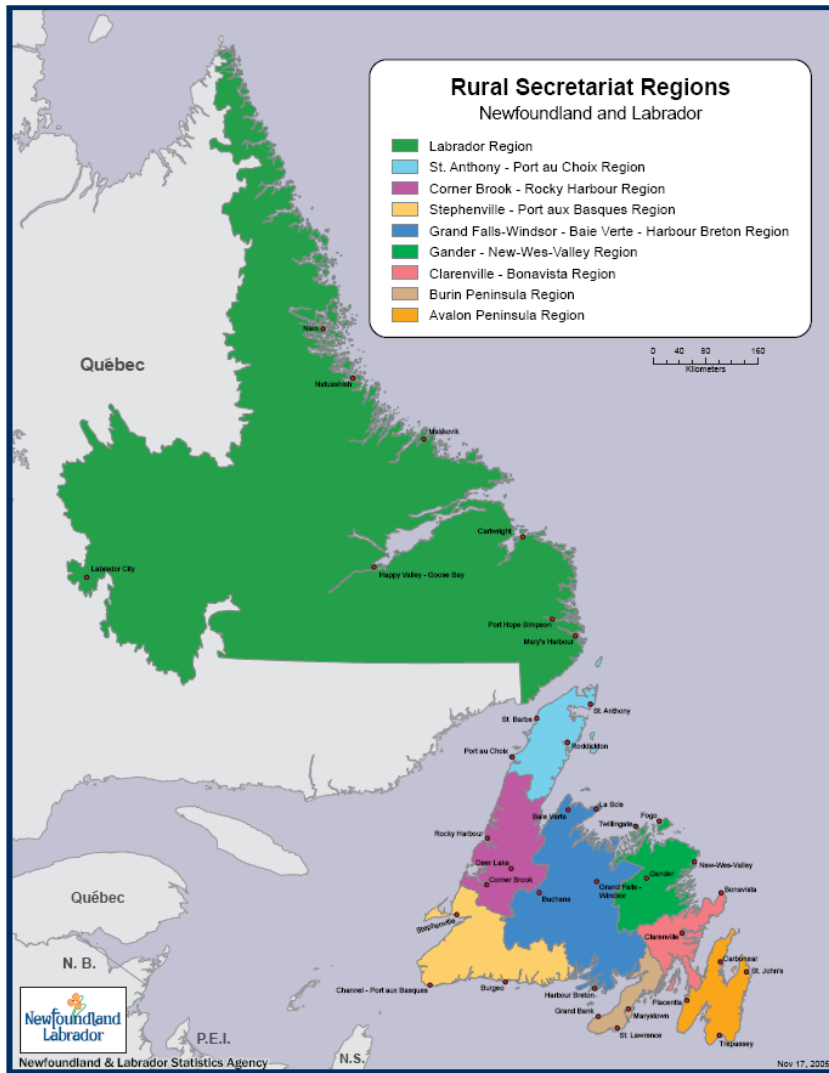 Rural Secretariat Regions
Newfoundland and Labrador
Labrador Region
St. Anthony - Port au Choix Region
Corner Brook - Rocky Harbour Region
Stephenville - Port aux Basques Region
Grand Falls-Windsor - Baie Verte - Harbour Breton Region
Gander - New-Wes-Valley Region
Clarenville - Bonavista Region
Burin Peninsula Region
Avalon Peninsula Region
0 40 80 160
Kilometers
Nain
Québec
Natuashish
Makkovik
Cartwright
Labrador City
Happy Valley - Goose Bay
Port Hope Simpson
Mary's Harbour
St. Anthony
St. Barbe
Roddickton
Port au Choix
La Scie
Baie Verte
Fogo
Twillingate
Rocky Harbour
Deer Lake
New-Wes-Valley
Gander
Corner Brook
Grand Falls -
Windsor
Buchans
Bonavista
Québec
Stephenville
Clarenville
Carbonear
N. B.
St. John's
Channel - Port aux Basques
Burgeo
Harbour Breton
Placentia
Grand Bank
Marystown
St. Lawrence
Trepassey
Newfoundland
Labrador
P.E.I.
N.S.
Newfoundland & Labrador Statistics Agency
Nov 17, 2005